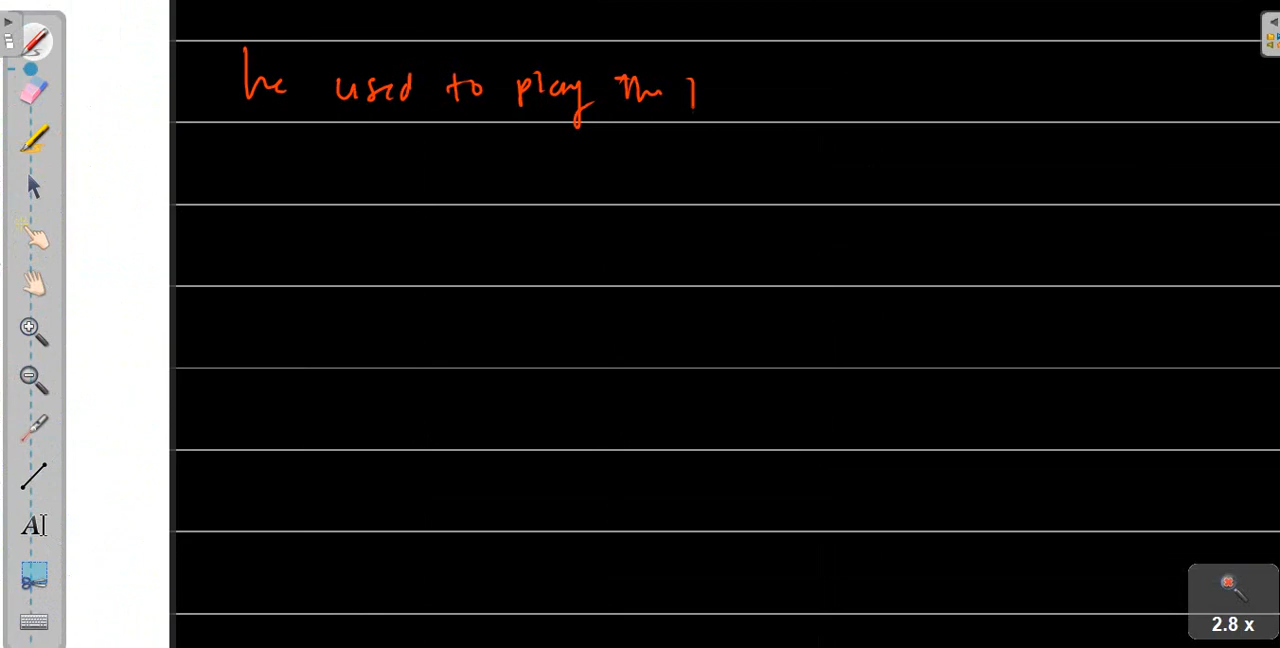 he used to play the
2.8 x